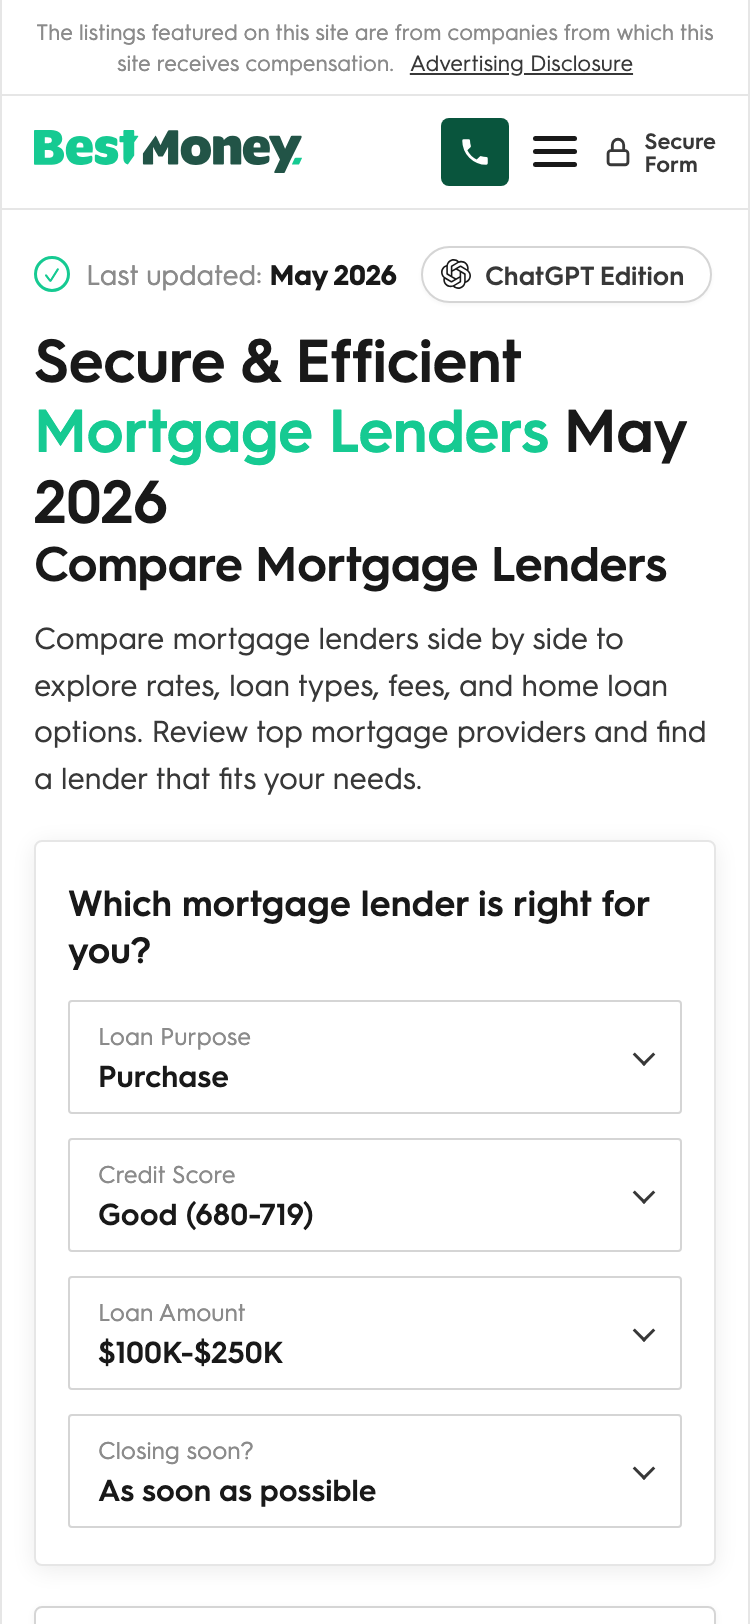 The listings featured on this site are from companies from which this
site receives compensation. Advertising Disclosure
BestMoney.
Secure
Form
Last updated: May 2026
ChatGPT Edition
Secure & Efficient
Mortgage Lenders May
2026
Compare Mortgage Lenders
Compare mortgage lenders side by side to
explore rates, loan types, fees, and home loan
options. Review top mortgage providers and find
a lender that fits your needs.
Which mortgage lender is right for
you?
Loan Purpose
Purchase
Credit Score
Good (680-719)
Loan Amount
$100K-$250K
Closing soon?
As soon as possible